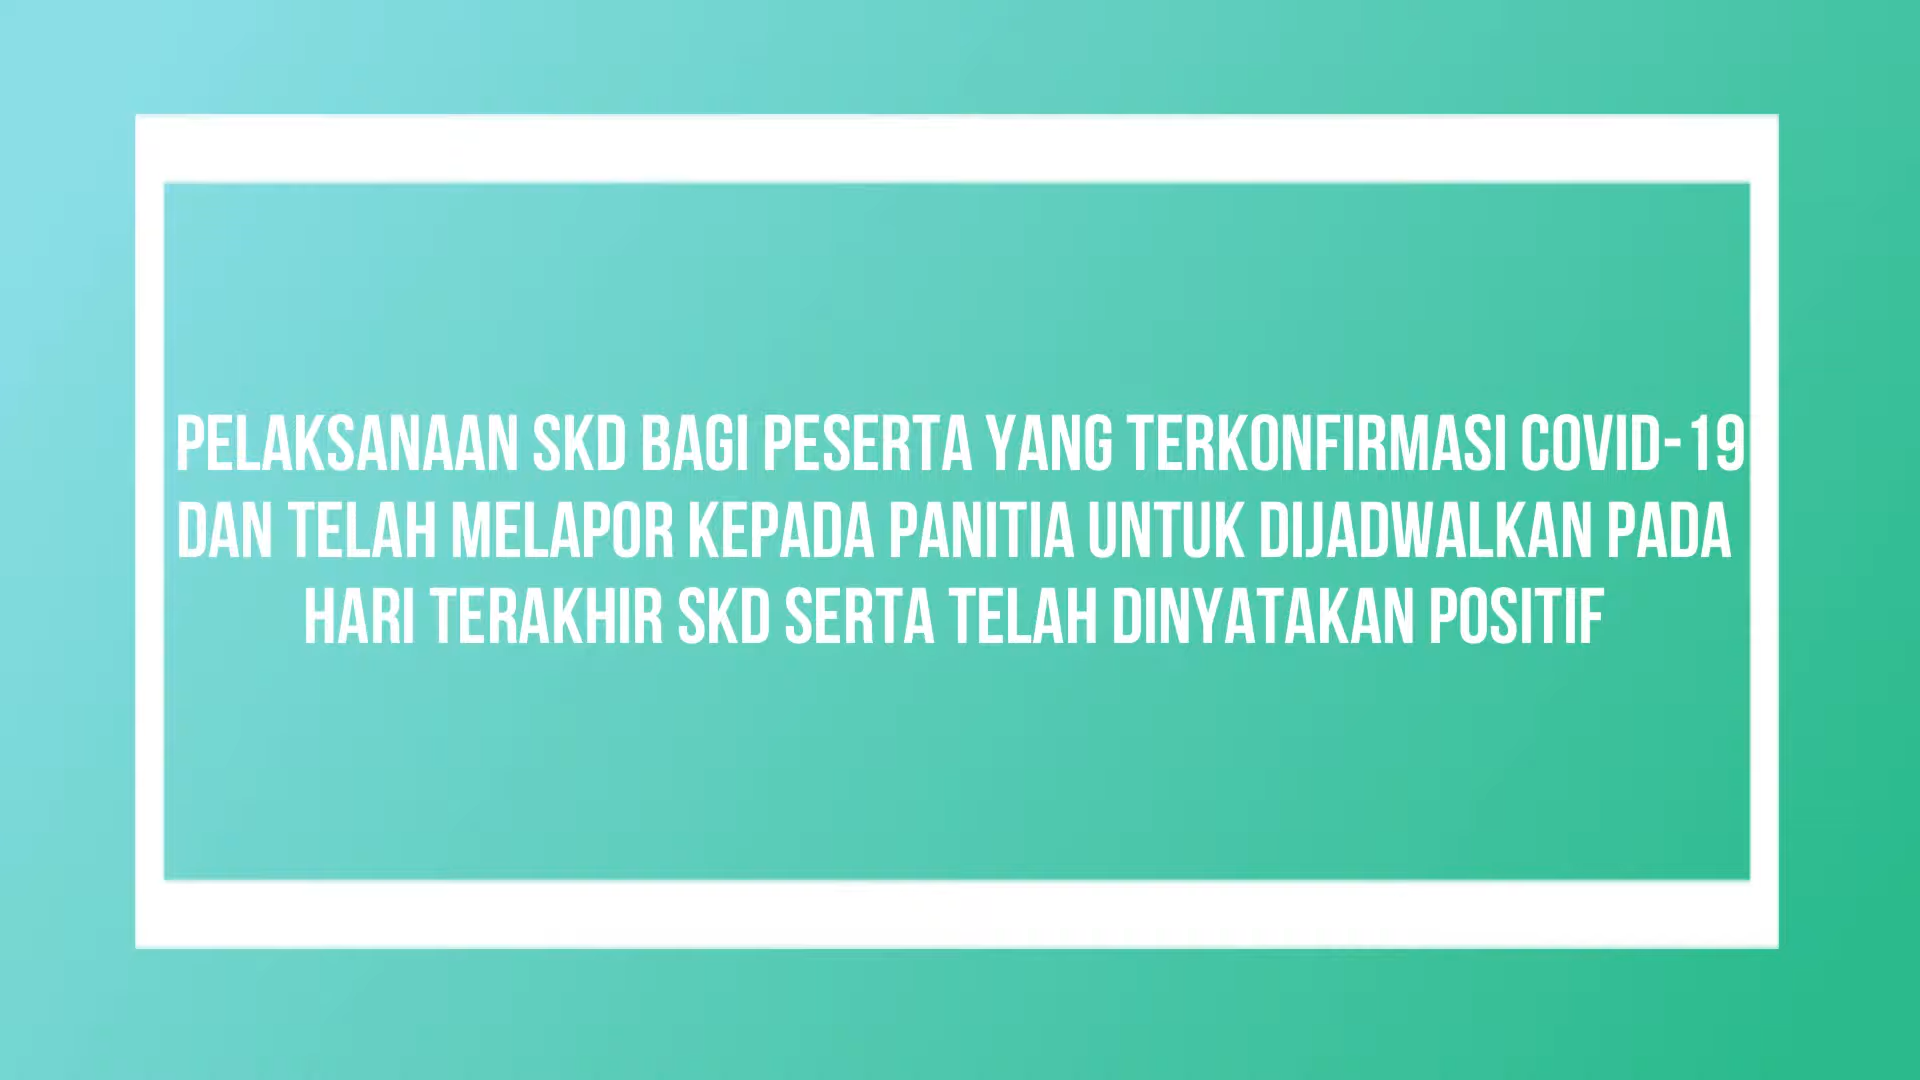 PELAKSANAAN SKD BAGI PESERTA YANG TERKONFIRMASI COVID-19
DAN TELAH MELAPOR KEPADA PANITIA UNTUK DIJADWALKAN PADA
HARI TERAKHIR SKD SERTA TELAH DINYATAKAN POSITIF